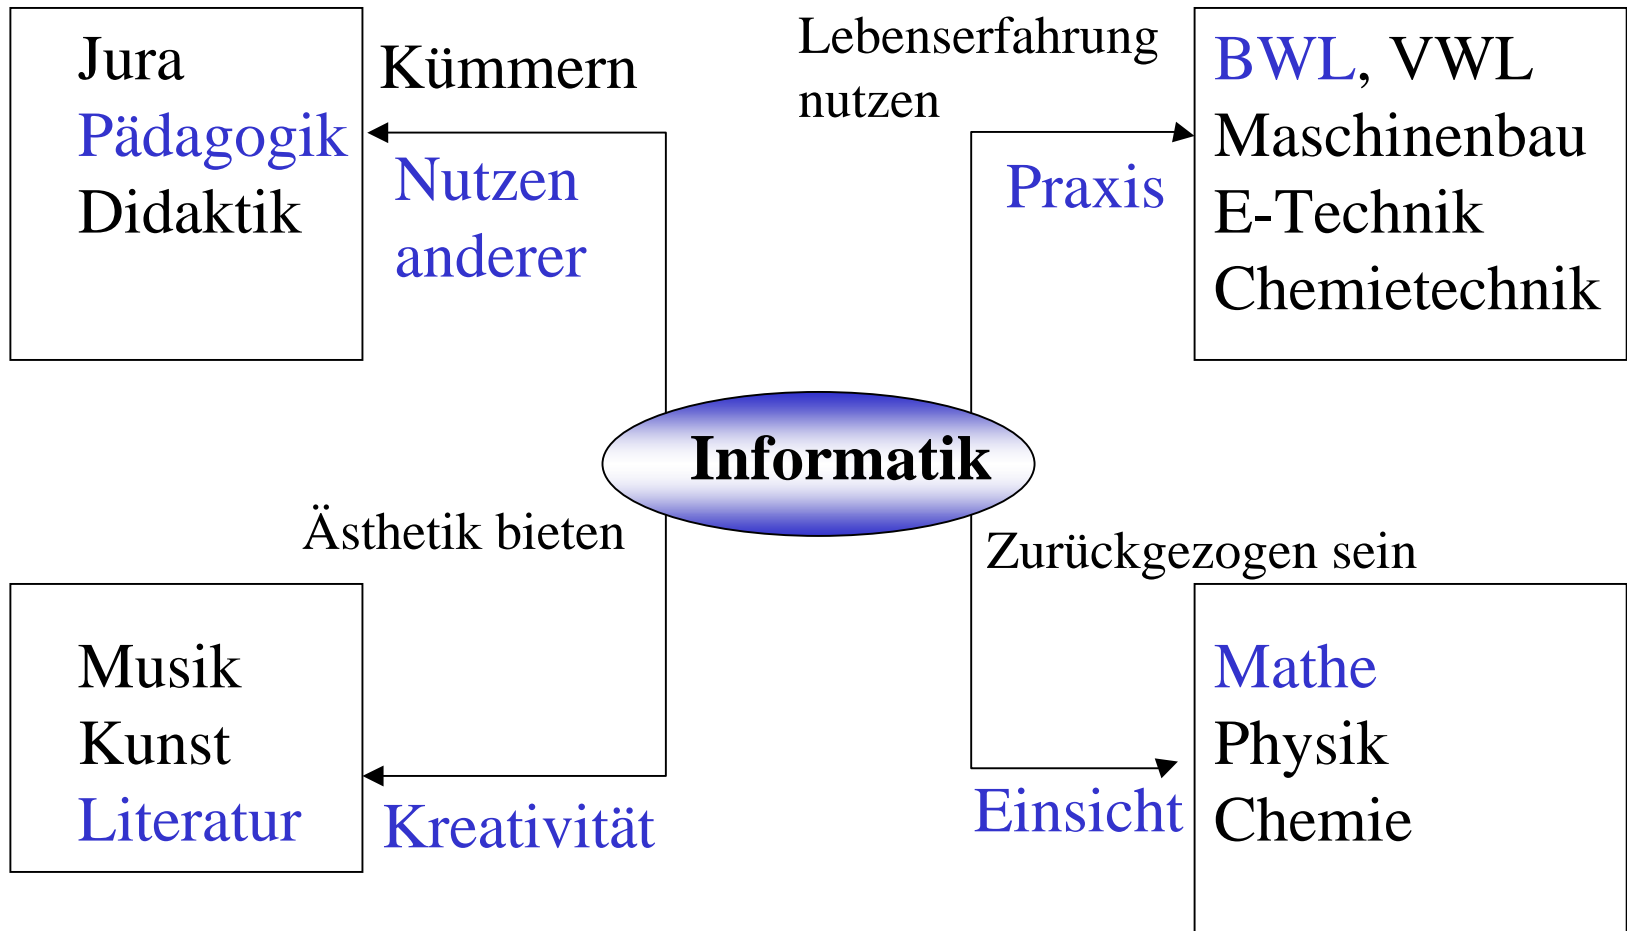 Jura
Pädagogik
Didaktik
Kümmern
Nutzen
anderer
Lebenserfahrung
nutzen
Praxis
BWL, VWL
Maschinenbau
E-Technik
Chemietechnik
Informatik
Ästhetik bieten
Musik
Kunst
Literatur
Kreativität
Zurückgezogen sein
Einsicht
Mathe
Physik
Chemie